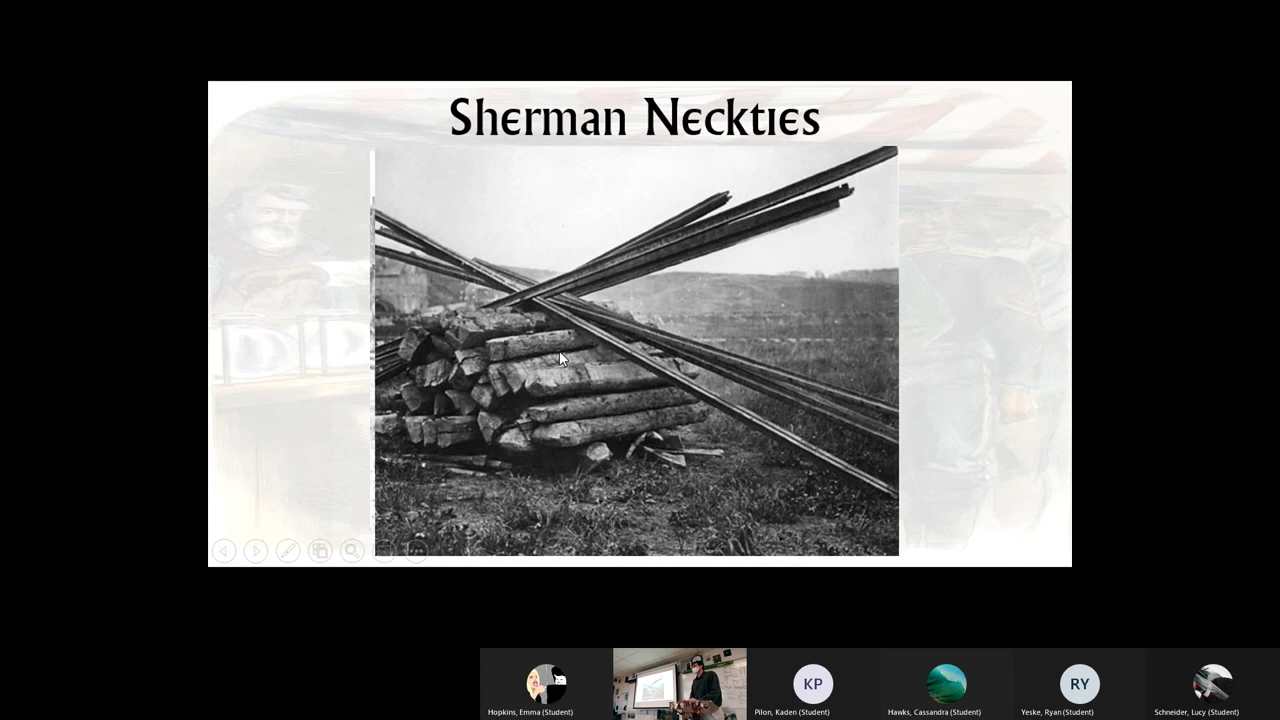 Sherman Neckties
KP
RY
Hopkins, Emma (Student)
Pilon, Kaden (Student)
Hawks, Cassandra (Student)
Yeske, Ryan (Student)
Schneider, Lucy (Student)